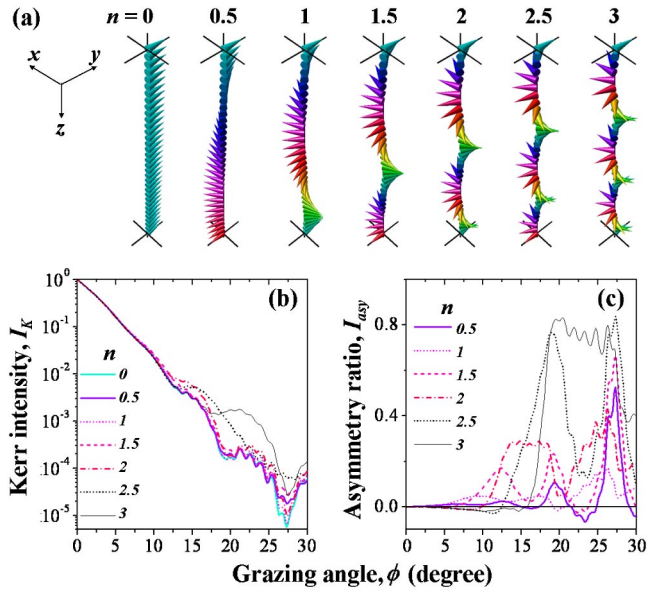 (a) n = 0 0.5 1 1.5 2 2.5 3
x y
z
(b)
Kerr intensity, I_K
10^0
10^-1
10^-2
10^-3
10^-4
10^-5
n
0
0.5
1
1.5
2
2.5
3
0 5 10 15 20 25 30
(c)
Asymmetry ratio, I_asy
0.8
0.4
0.0
n
0.5
1
1.5
2
2.5
3
0 5 10 15 20 25 30
Grazing angle, ϕ (degree)